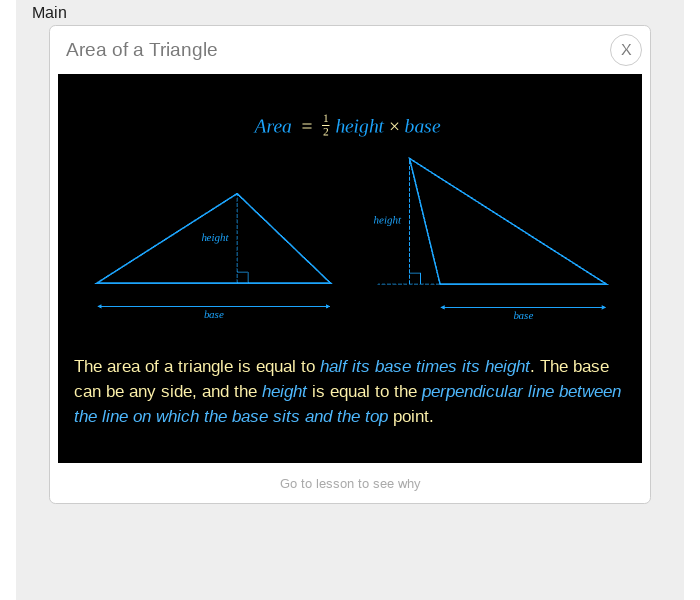 Main
Area of a Triangle
X
Area = 1/2 height × base
height
base
height
base
The area of a triangle is equal to half its base times its height. The base
can be any side, and the height is equal to the perpendicular line between
the line on which the base sits and the top point.
Go to lesson to see why